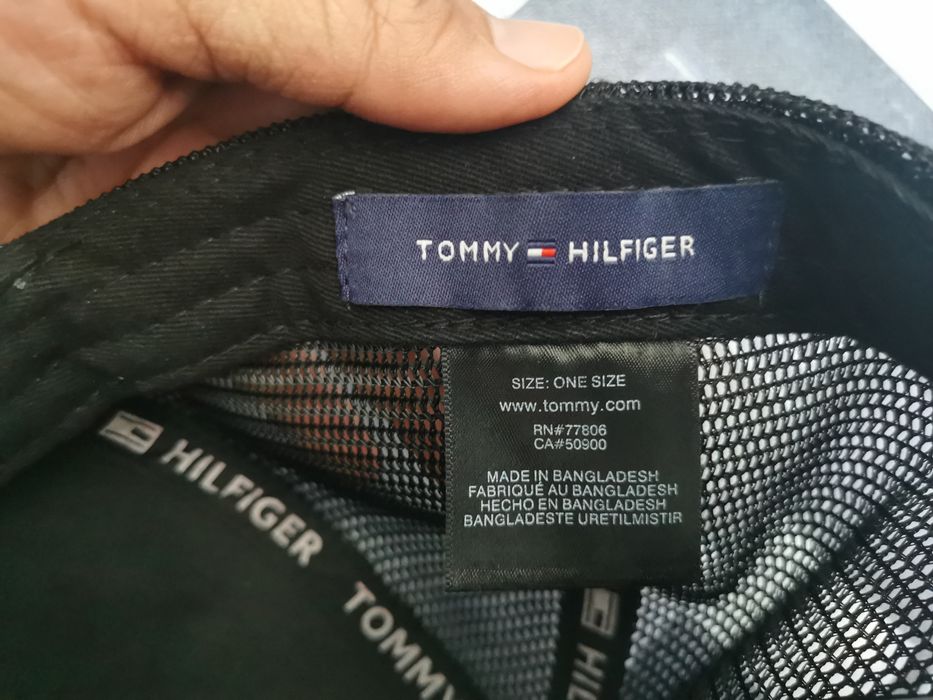 TOMMY HILFIGER
SIZE: ONE SIZE
www.tommy.com
RN#77806
CA#50900
MADE IN BANGLADESH
FABRIQUÉ AU BANGLADESH
HECHO EN BANGLADESH
BANGLADESTE URETILMISTIR
HILFIGER
TOMMY
HI